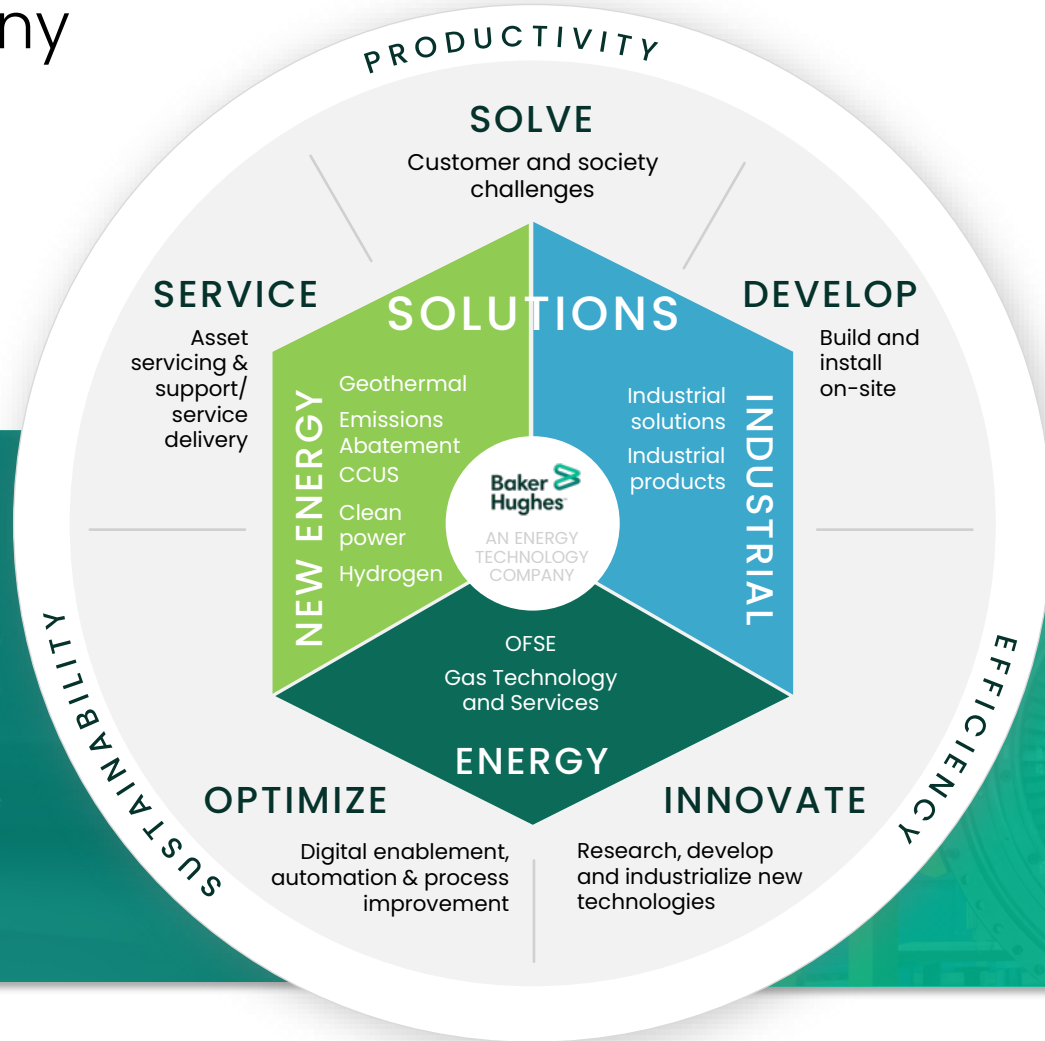 ny
PRODUCTIVITY
SOLVE
Customer and society
challenges
SERVICE
Asset
servicing &
support/
service
delivery
DEVELOP
Build and
install
on-site
SOLUTIONS
NEW ENERGY
Geothermal
Emissions
Abatement
CCUS
Clean
power
Hydrogen
Industrial
solutions
Industrial
products
INDUSTRIAL
Baker
Hughes
AN ENERGY
TECHNOLOGY
COMPANY
OFSE
Gas Technology
and Services
ENERGY
OPTIMIZE
Digital enablement,
automation & process
improvement
INNOVATE
Research, develop
and industrialize new
technologies
SUSTAINABILITY
EFFICIENCY